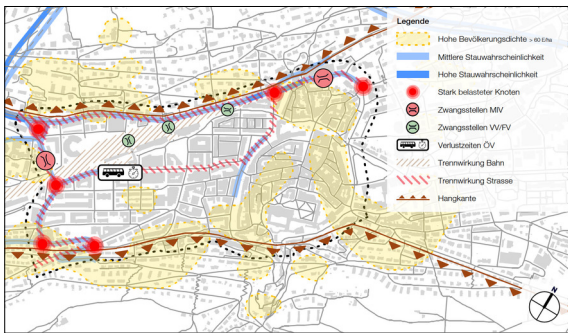 Legende
Hohe Bevölkerungsdichte > 60 E/ha
Mittlere Stauwahrscheinlichkeit
Hohe Stauwahrscheinlichkeit
Stark belasteter Knoten
Zwangsstellen MIV
Zwangsstellen VV/FV
Verlustzeiten ÖV
Trennwirkung Bahn
Trennwirkung Strasse
Hangkante
N